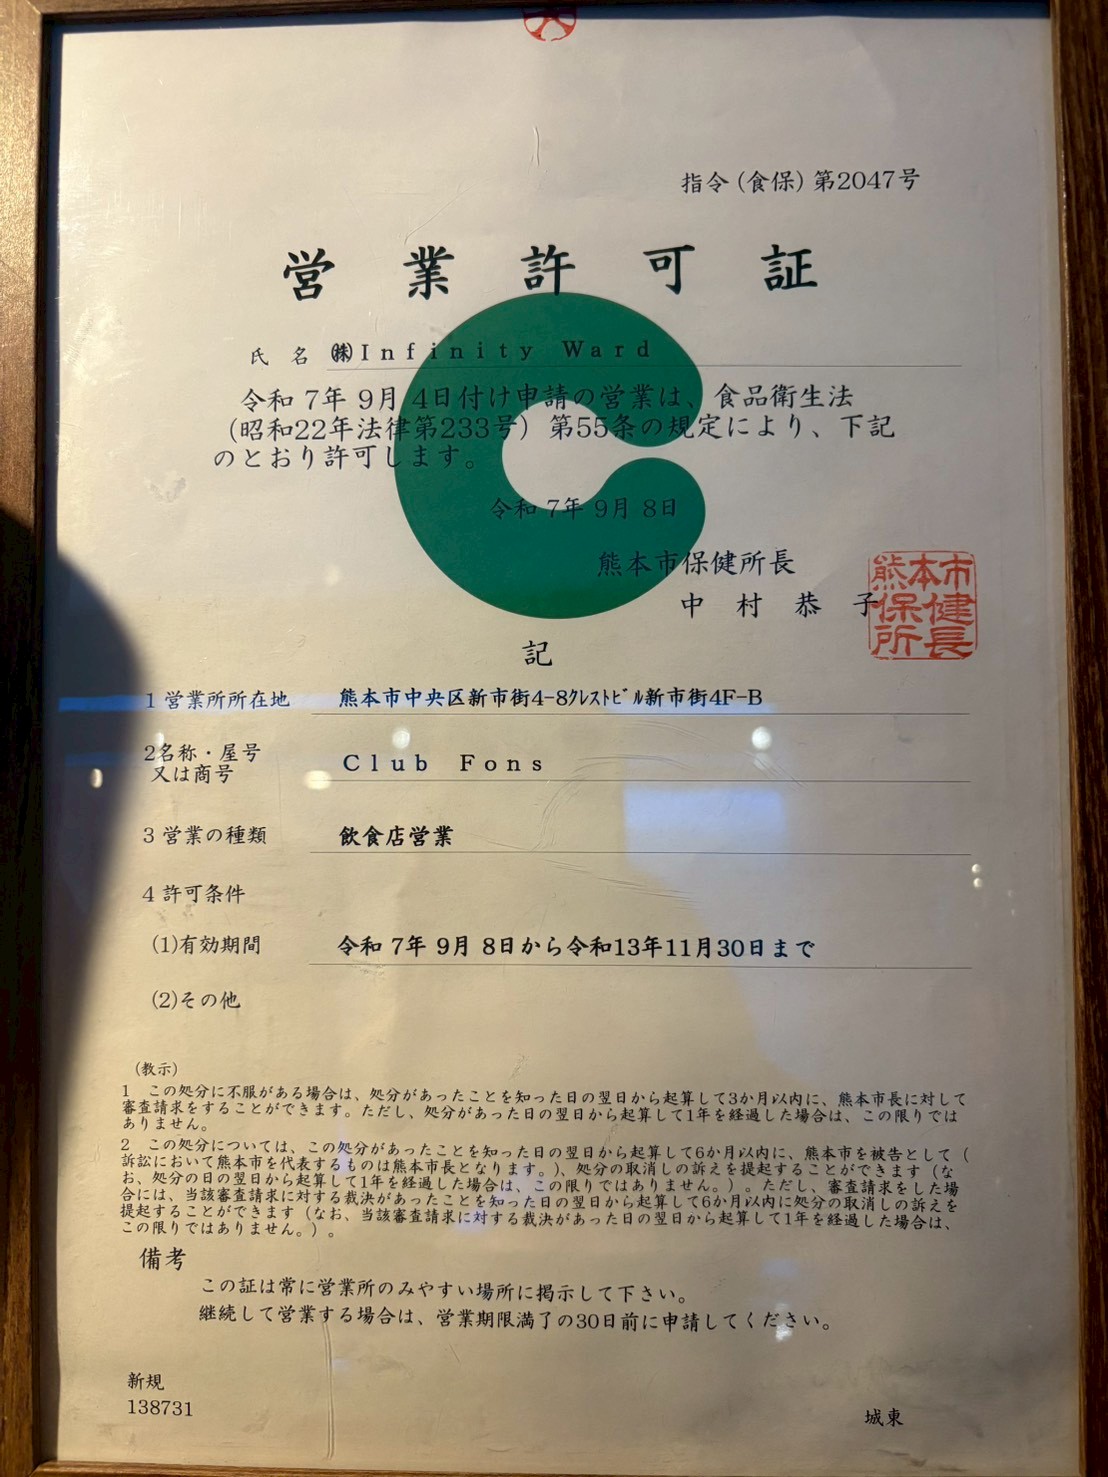 指令(食保)第2047号
営業許可証
氏 名 ㈱Infinity Ward
令和 7年 9月 4日付け申請の営業は、食品衛生法
(昭和22年法律第233号)第55条の規定により、下記
のとおり許可します。
令和 7年 9月 8日
熊本市保健所長
中 村 恭 子
熊本市
保健
所長
記
1 営業所所在地 熊本市中央区新市街4-8ｸﾚｽﾄﾋﾞﾙ新市街4F-B
2名称・屋号
又は商号
Club Fons
3 営業の種類 飲食店営業
4 許可条件
(1)有効期間 令和 7年 9月 8日から令和13年11月30日まで
(2)その他
(教示)
1 この処分に不服がある場合は、処分があったことを知った日の翌日から起算して3か月以内に、熊本市長に対して
審査請求をすることができます。ただし、処分があった日の翌日から起算して1年を経過した場合は、この限りでは
ありません。
2 この処分については、この処分があったことを知った日の翌日から起算して6か月以内に、熊本市を被告として(
訴訟において熊本市を代表するものは熊本市長となります。)、処分の取消しの訴えを提起することができます(な
お、処分の日の翌日から起算して1年を経過した場合は、この限りではありません。)。ただし、審査請求をした場
合には、当該審査請求に対する裁決があったことを知った日の翌日から起算して6か月以内に処分の取消しの訴えを
提起することができます(なお、当該審査請求に対する裁決があった日の翌日から起算して1年を経過した場合は、
この限りではありません。)。
備考
この証は常に営業所のみやすい場所に掲示して下さい。
継続して営業する場合は、営業期限満了の30日前に申請してください。
新規
138731
城東